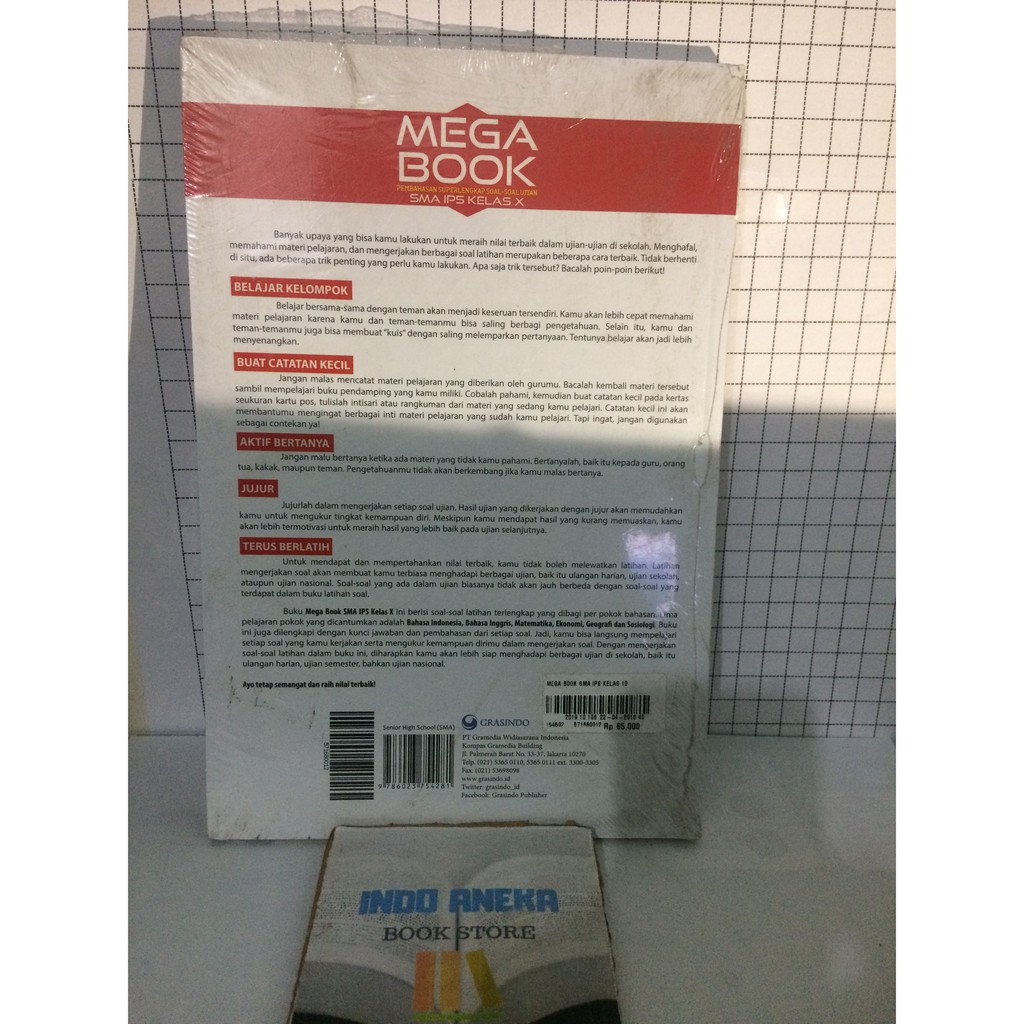 MEGA
BOOK
PEMBAHASAN SUPERLENGKAP SOAL-SOAL UJIAN
SMA IPS KELAS X
Banyak upaya yang bisa kamu lakukan untuk meraih nilai terbaik dalam ujian-ujian di sekolah. Menghafal,
memahami materi pelajaran, dan mengerjakan berbagai soal latihan merupakan beberapa cara terbaik. Tidak berhenti
di situ, ada beberapa trik penting yang perlu kamu lakukan. Apa saja trik tersebut? Bacalah poin-poin berikut!
BELAJAR KELOMPOK
Belajar bersama-sama dengan teman akan menjadi keseruan tersendiri. Kamu akan lebih cepat memahami
materi pelajaran karena kamu dan teman-temanmu bisa saling berbagi pengetahuan. Selain itu, kamu dan
teman-temanmu juga bisa membuat "kuis" dengan saling melemparkan pertanyaan. Tentunya belajar akan jadi lebih
menyenangkan.
BUAT CATATAN KECIL
Jangan malas mencatat materi pelajaran yang diberikan oleh gurumu. Bacalah kembali materi tersebut
sambil mempelajari buku pendamping yang kamu miliki. Cobalah pahami, kemudian buat catatan kecil pada kertas
seukuran kartu pos, tulislah intisari atau rangkuman dari materi yang sedang kamu pelajari. Catatan kecil ini akan
membantumu mengingat berbagai inti materi pelajaran yang sudah kamu pelajari. Tapi ingat, jangan digunakan
sebagai contekan ya!
AKTIF BERTANYA
Jangan malu bertanya ketika ada materi yang tidak kamu pahami. Bertanyalah, baik itu kepada guru, orang
tua, kakak, maupun teman. Pengetahuanmu tidak akan berkembang jika kamu malas bertanya.
JUJUR
Jujurlah dalam mengerjakan setiap soal ujian. Hasil ujian yang dikerjakan dengan jujur akan memudahkan
kamu untuk mengukur tingkat kemampuan diri. Meskipun kamu mendapat hasil yang kurang memuaskan, kamu
akan lebih termotivasi untuk meraih hasil yang lebih baik pada ujian selanjutnya.
TERUS BERLATIH
Untuk mendapat dan mempertahankan nilai terbaik, kamu tidak boleh melewatkan latihan. Latihan
mengerjakan soal akan membuat kamu terbiasa menghadapi berbagai ujian, baik itu ulangan harian, ujian sekolah,
ataupun ujian nasional. Soal-soal yang ada dalam ujian biasanya tidak akan jauh berbeda dengan soal-soal yang
terdapat dalam buku latihah soal.
Buku Mega Book SMA IPS Kelas X ini berisi soal-soal latihan terlengkap yang dibagi per pokok bahasan. Lima
pelajaran pokok yang dicantumkan adalah Bahasa Indonesia, Bahasa Inggris, Matematika, Ekonomi, Geografi dan Sosiologi. Buku
ini juga dilengkapi dengan kunci jawaban dan pembahasan dari setiap soal. Jadi, kamu bisa langsung mempelajari
setiap soal yang kamu kerjakan serta mengukur kemampuan dirimu dalam mengerjakan soal. Dengan mengerjakan
soal-soal latihan dalam buku ini, diharapkan kamu akan lebih siap menghadapi berbagai ujian di sekolah, baik itu
ulangan harian, ujian semester, bahkan ujian nasional.
Ayo tetap semangat dan raih nilai terbaik!
MEGA BOOK SMA IPS KELAS 10
Rp 65.000
Senior High School (SMA)
9 786023 754281
GRASINDO
PT Gramedia Widiasarana Indonesia
Kompas Gramedia Building
Jl. Palmerah Barat No. 33-37, Jakarta 10270
Telp. (021) 5365 0110, 5365 0111 ext. 3300-3305
Fax: (021) 53698098
www.grasindo.id
Twitter: grasindo_id
Facebook: Grasindo Publisher
INDO ANEKA
BOOK STORE